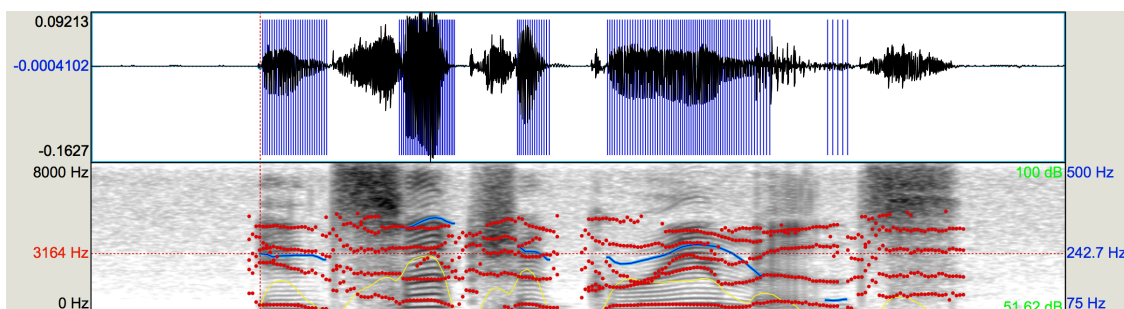 0.09213
-0.0004102
-0.1627
8000 Hz 100 dB 500 Hz
3164 Hz 242.7 Hz
0 Hz 51.62 dB 75 Hz